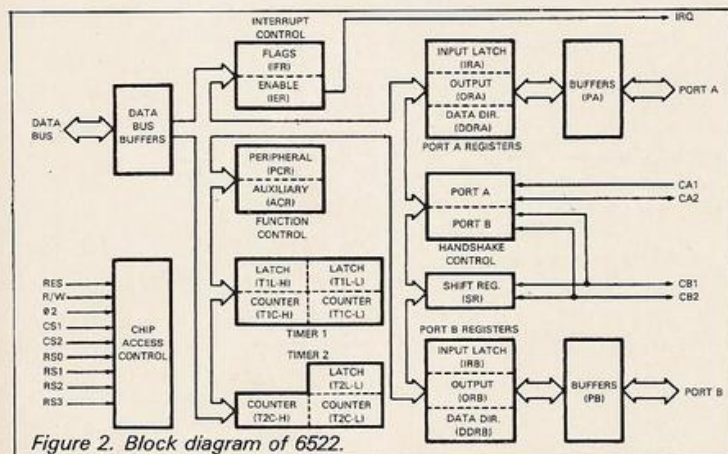 INTERRUPT
CONTROL
FLAGS
(IFR)
ENABLE
(IER)
IRQ
DATA
BUS
DATA
BUS
BUFFERS
INPUT LATCH
(IRA)
OUTPUT
(ORA)
DATA DIR.
(DDRA)
PORT A REGISTERS
BUFFERS
(PA)
PORT A
PERIPHERAL
(PCR)
AUXILIARY
(ACR)
FUNCTION
CONTROL
PORT A
PORT B
HANDSHAKE
CONTROL
CA1
CA2
RES
R/W
Ø2
CS1
CS2
RS0
RS1
RS2
RS3
CHIP
ACCESS
CONTROL
LATCH
(T1L-H)
LATCH
(T1L-L)
COUNTER
(T1C-H)
COUNTER
(T1C-L)
TIMER 1
SHIFT REG.
(SR)
CB1
CB2
TIMER 2
LATCH
(T2L-L)
COUNTER
(T2C-H)
COUNTER
(T2C-L)
PORT B REGISTERS
INPUT LATCH
(IRB)
OUTPUT
(ORB)
DATA DIR.
(DDRB)
BUFFERS
(PB)
PORT B
Figure 2. Block diagram of 6522.